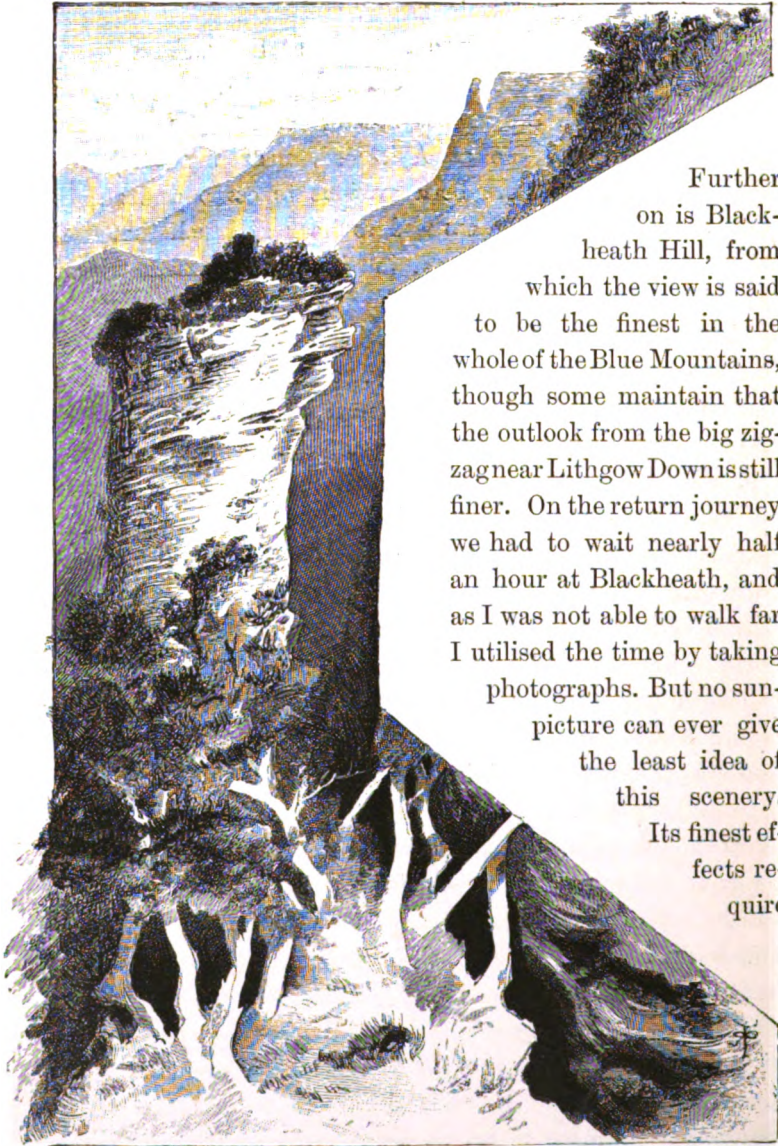 Further
on is Black-
heath Hill, from
which the view is said
to be the finest in the
whole of the Blue Mountains,
though some maintain that
the outlook from the big zig-
zag near Lithgow Down is still
finer. On the return journey
we had to wait nearly half
an hour at Blackheath, and
as I was not able to walk far
I utilised the time by taking
photographs. But no sun-
picture can ever give
the least idea of
this scenery.
Its finest ef-
fects re-
quire